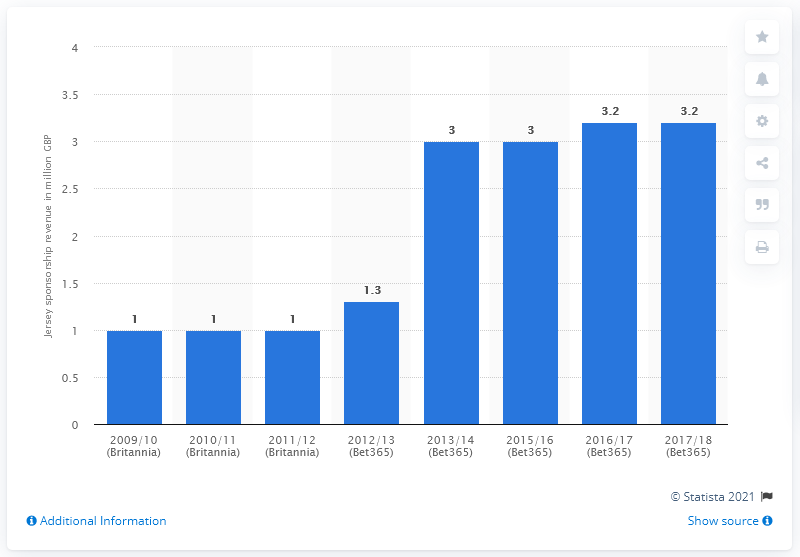 4
3.5
3
2.5
2
1.5
1
0.5
0
Jersey sponsorship revenue in million GBP
1
1
1
1.3
3
3
3.2
3.2
2009/10 (Britannia)
2010/11 (Britannia)
2011/12 (Britannia)
2012/13 (Bet365)
2013/14 (Bet365)
2015/16 (Bet365)
2016/17 (Bet365)
2017/18 (Bet365)
© Statista 2021
Additional Information
Show source